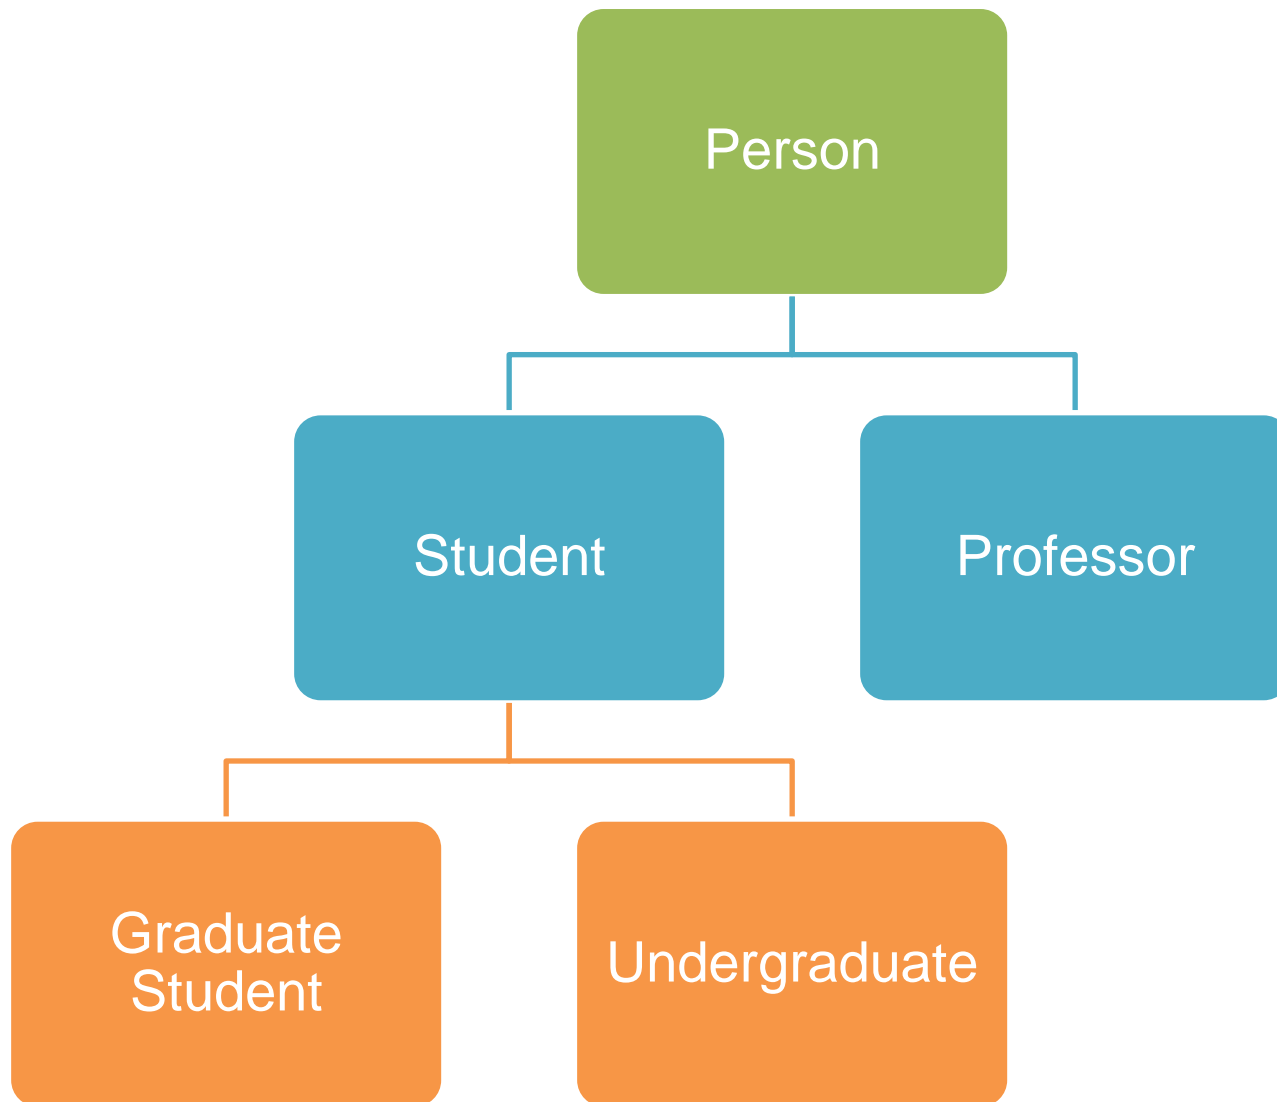 Person
Student
Professor
Graduate
Student
Undergraduate